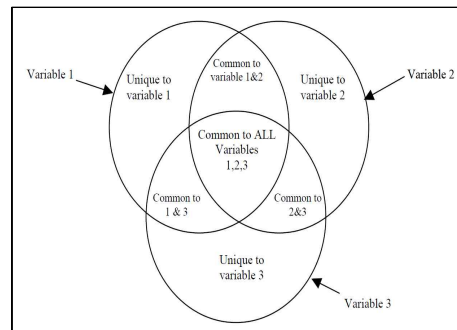 Variable 1
Unique to
variable 1
Common to
variable 1&2
Unique to
variable 2
Variable 2
Common to ALL
Variables
1,2,3
Common to
1 & 3
Common to
2&3
Unique to
variable 3
Variable 3